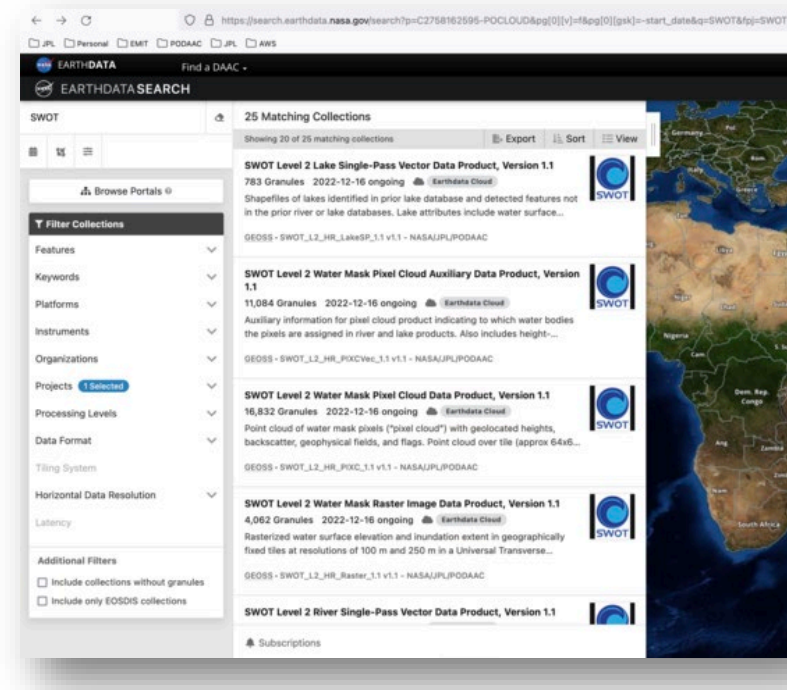 https://search.earthdata.nasa.gov/search?p=C2758162595-POCLOUD&pg[0][v]=f&pg[0][gsk]=-start_date&q=SWOT&fpj=SWOT
JPL Personal EMIT PODAAC JPL AWS
EARTHDATA Find a DAAC
EARTHDATA SEARCH
SWOT
Browse Portals
Filter Collections
Features
Keywords
Platforms
Instruments
Organizations
Projects 1 Selected
Processing Levels
Data Format
Tiling System
Horizontal Data Resolution
Latency
Additional Filters
Include collections without granules
Include only EOSDIS collections
25 Matching Collections
Showing 20 of 25 matching collections Export Sort View
SWOT Level 2 Lake Single-Pass Vector Data Product, Version 1.1
783 Granules 2022-12-16 ongoing Earthdata Cloud
Shapefiles of lakes identified in prior lake database and detected features not
in the prior river or lake databases. Lake attributes include water surface...
GEOSS • SWOT_L2_HR_LakeSP_1.1 v1.1 - NASA/JPL/PODAAC
SWOT
SWOT Level 2 Water Mask Pixel Cloud Auxiliary Data Product, Version
1.1
11,084 Granules 2022-12-16 ongoing Earthdata Cloud
Auxiliary information for pixel cloud product indicating to which water bodies
the pixels are assigned in river and lake products. Also includes height-...
GEOSS • SWOT_L2_HR_PIXCVec_1.1 v1.1 - NASA/JPL/PODAAC
SWOT
SWOT Level 2 Water Mask Pixel Cloud Data Product, Version 1.1
16,832 Granules 2022-12-16 ongoing Earthdata Cloud
Point cloud of water mask pixels ("pixel cloud") with geolocated heights,
backscatter, geophysical fields, and flags. Point cloud over tile (approx 64x6...
GEOSS • SWOT_L2_HR_PIXC_1.1 v1.1 - NASA/JPL/PODAAC
SWOT
SWOT Level 2 Water Mask Raster Image Data Product, Version 1.1
4,062 Granules 2022-12-16 ongoing Earthdata Cloud
Rasterized water surface elevation and inundation extent in geographically
fixed tiles at resolutions of 100 m and 250 m in a Universal Transverse...
GEOSS • SWOT_L2_HR_Raster_1.1 v1.1 - NASA/JPL/PODAAC
SWOT
SWOT Level 2 River Single-Pass Vector Data Product, Version 1.1
Subscriptions
Germany
Pol
Rom
Italy
Greece
Tun
Libya
Egy
Niger
Chad
Nigeria
Cam
Dem. Rep.
Congo
Ang
Zambia
Nam
South Africa